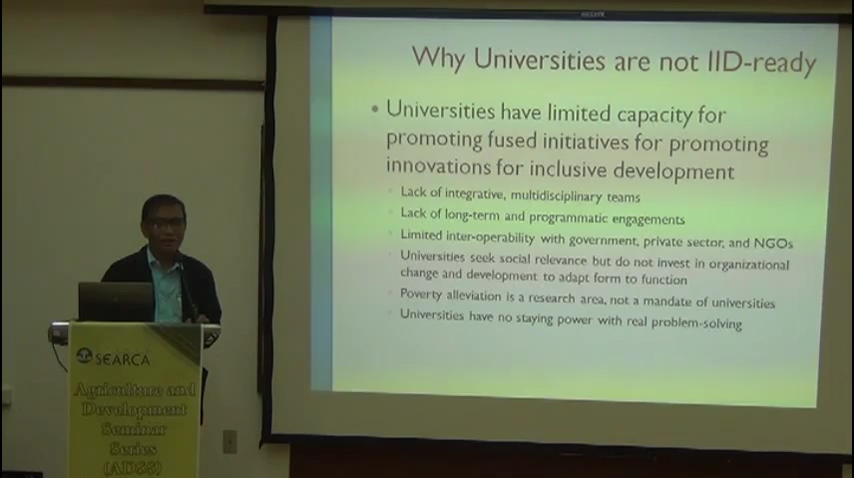 Why Universities are not IID-ready
• Universities have limited capacity for
promoting fused initiatives for promoting
innovations for inclusive development
Lack of integrative, multidisciplinary teams
Lack of long-term and programmatic engagements
Limited inter-operability with government, private sector, and NGOs
Universities seek social relevance but do not invest in organizational
change and development to adapt form to function
Poverty alleviation is a research area, not a mandate of universities
Universities have no staying power with real problem-solving
SEARCA
Agriculture and
Development
Seminar
Series
(ADSS)